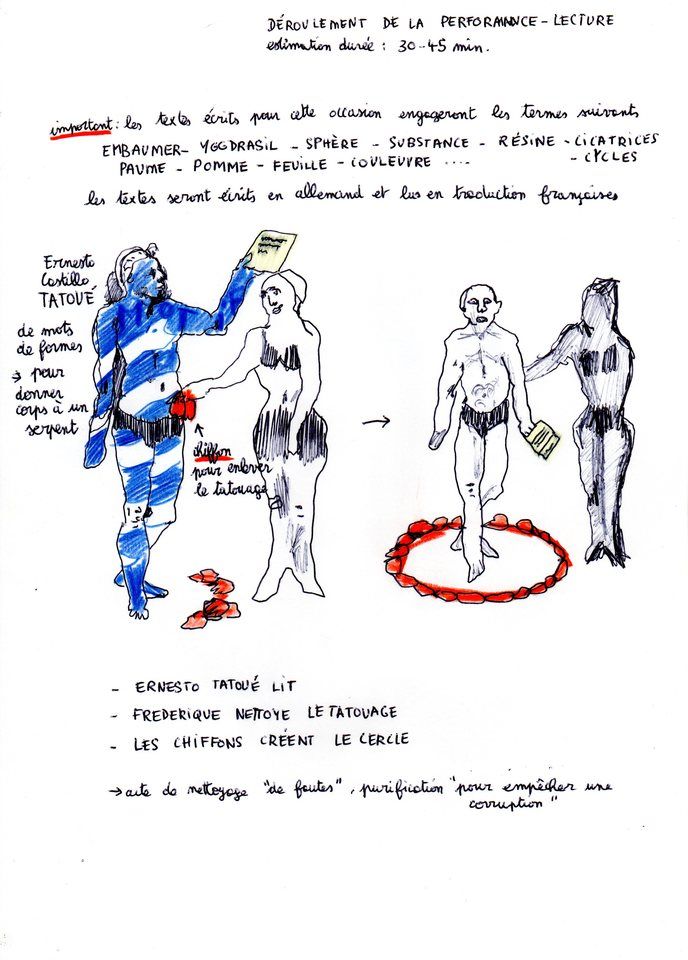 DÉROULEMENT DE LA PERFORMANCE-LECTURE
estimation durée : 30-45 min.
important: les textes écrits pour cette occasion engageront les termes suivants
EMBAUMER - YGGDRASIL - SPHÈRE - SUBSTANCE - RÉSINE - CICATRICES
PAUME - POMME - FEUILLE - COULEUVRE .... - CYCLES
les textes seront écrits en allemand et lus en traduction françaises
Ernesto
Castillo
TATOUÉ
de mots
de formes
→ pour
donner
corps à un
serpent
chiffon
pour enlever
le tatouage
→
- ERNESTO TATOUÉ LIT
- FREDERIQUE NETTOYE LE TATOUAGE
- LES CHIFFONS CRÉENT LE CERCLE
→ acte de nettoyage "de fautes", purification "pour empêcher une
corruption"